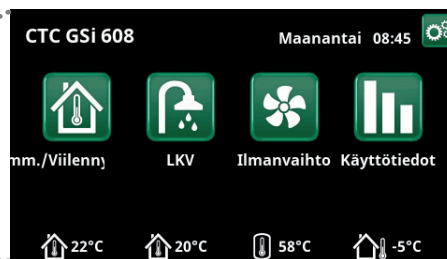 CTC GSi 608
Maanantai 08:45
mm./Viilenny
LKV
Ilmanvaihto
Käyttötiedot
22°C
20°C
58°C
-5°C